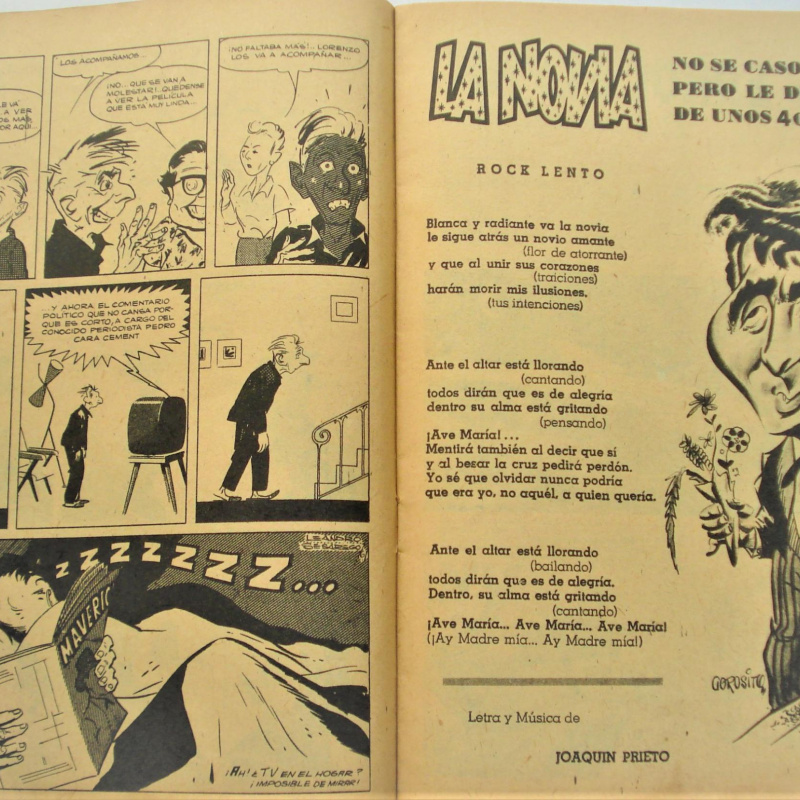 A VER
LOS ACOMPAÑAMOS...
¡NO... QUE SE VAN A
MOLESTAR!. QUEDENSE
A VER LA PELÍCULA
QUE ESTA MUY LINDA...
¡NO FALTABA MAS!.. LORENZO
LOS VA A ACOMPAÑAR...
Y AHORA EL COMENTARIO
POLITICO QUE NO CANSA POR-
QUE ES CORTO, A CARGO DEL
CONOCIDO PERIODISTA PEDRO
CARA CEMENT
LEANDRO
ZZZZZZZ...
MAVERIC
¡AH! ¿TV EN EL HOGAR?
¡IMPOSIBLE DE MIRAR!
LA NOVIA
NO SE CASO
PERO LE D
DE UNOS 40
ROCK LENTO
Blanca y radiante va la novia
le sigue atrás un novio amante
(flor de atorrante)
y que al unir sus corazones
(traiciones)
harán morir mis ilusiones.
(tus intenciones)
Ante el altar está llorando
(cantando)
todos dirán que es de alegría
dentro su alma está gritando
(pensando)
¡Ave María!...
Mentirá también al decir que sí
y al besar la cruz pedirá perdón.
Yo sé que olvidar nunca podría
que era yo, no aquél, a quien quería.
Ante el altar está llorando
(bailando)
todos dirán que es de alegría.
Dentro, su alma está gritando
(cantando)
¡Ave María... Ave María... Ave María!
(¡Ay Madre mía... Ay Madre mía!)
GOROSITO
Letra y Música de
JOAQUIN PRIETO